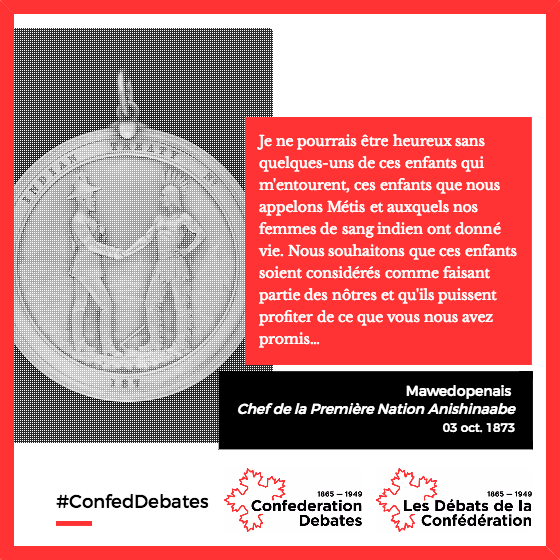 INDIAN TREATY No
187
Je ne pourrais être heureux sans
quelques-uns de ces enfants qui
m'entourent, ces enfants que nous
appelons Métis et auxquels nos
femmes de sang indien ont donné
vie. Nous souhaitons que ces enfants
soient considérés comme faisant
partie des nôtres et qu'ils puissent
profiter de ce que vous nous avez
promis...
Mawedopenais
Chef de la Première Nation Anishinaabe
03 oct. 1873
#ConfedDebates
1865 — 1949
Confederation
Debates
1865 — 1949
Les Débats de la
Confédération